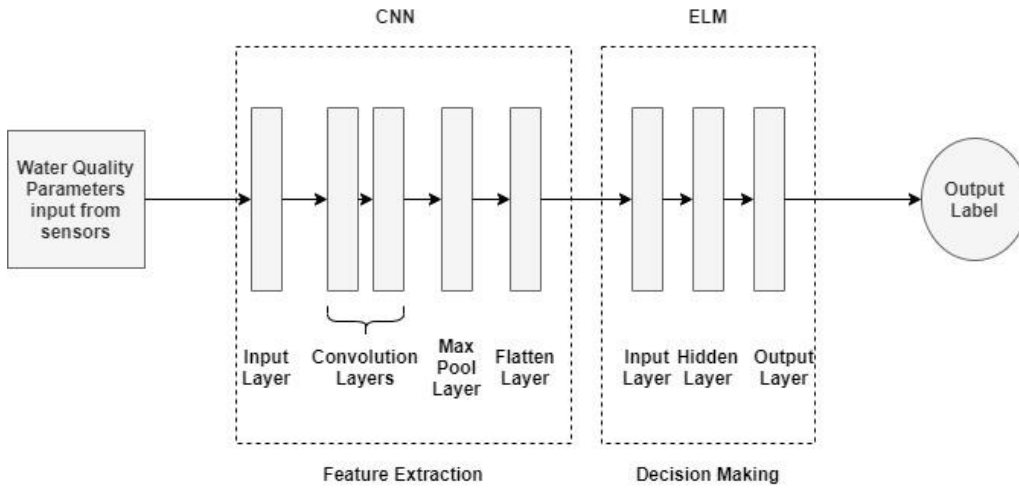 CNN
ELM
Water Quality
Parameters
input from
sensors
Output
Label
Input
Layer
Convolution
Layers
Max
Pool
Layer
Flatten
Layer
Input
Layer
Hidden
Layer
Output
Layer
Feature Extraction
Decision Making